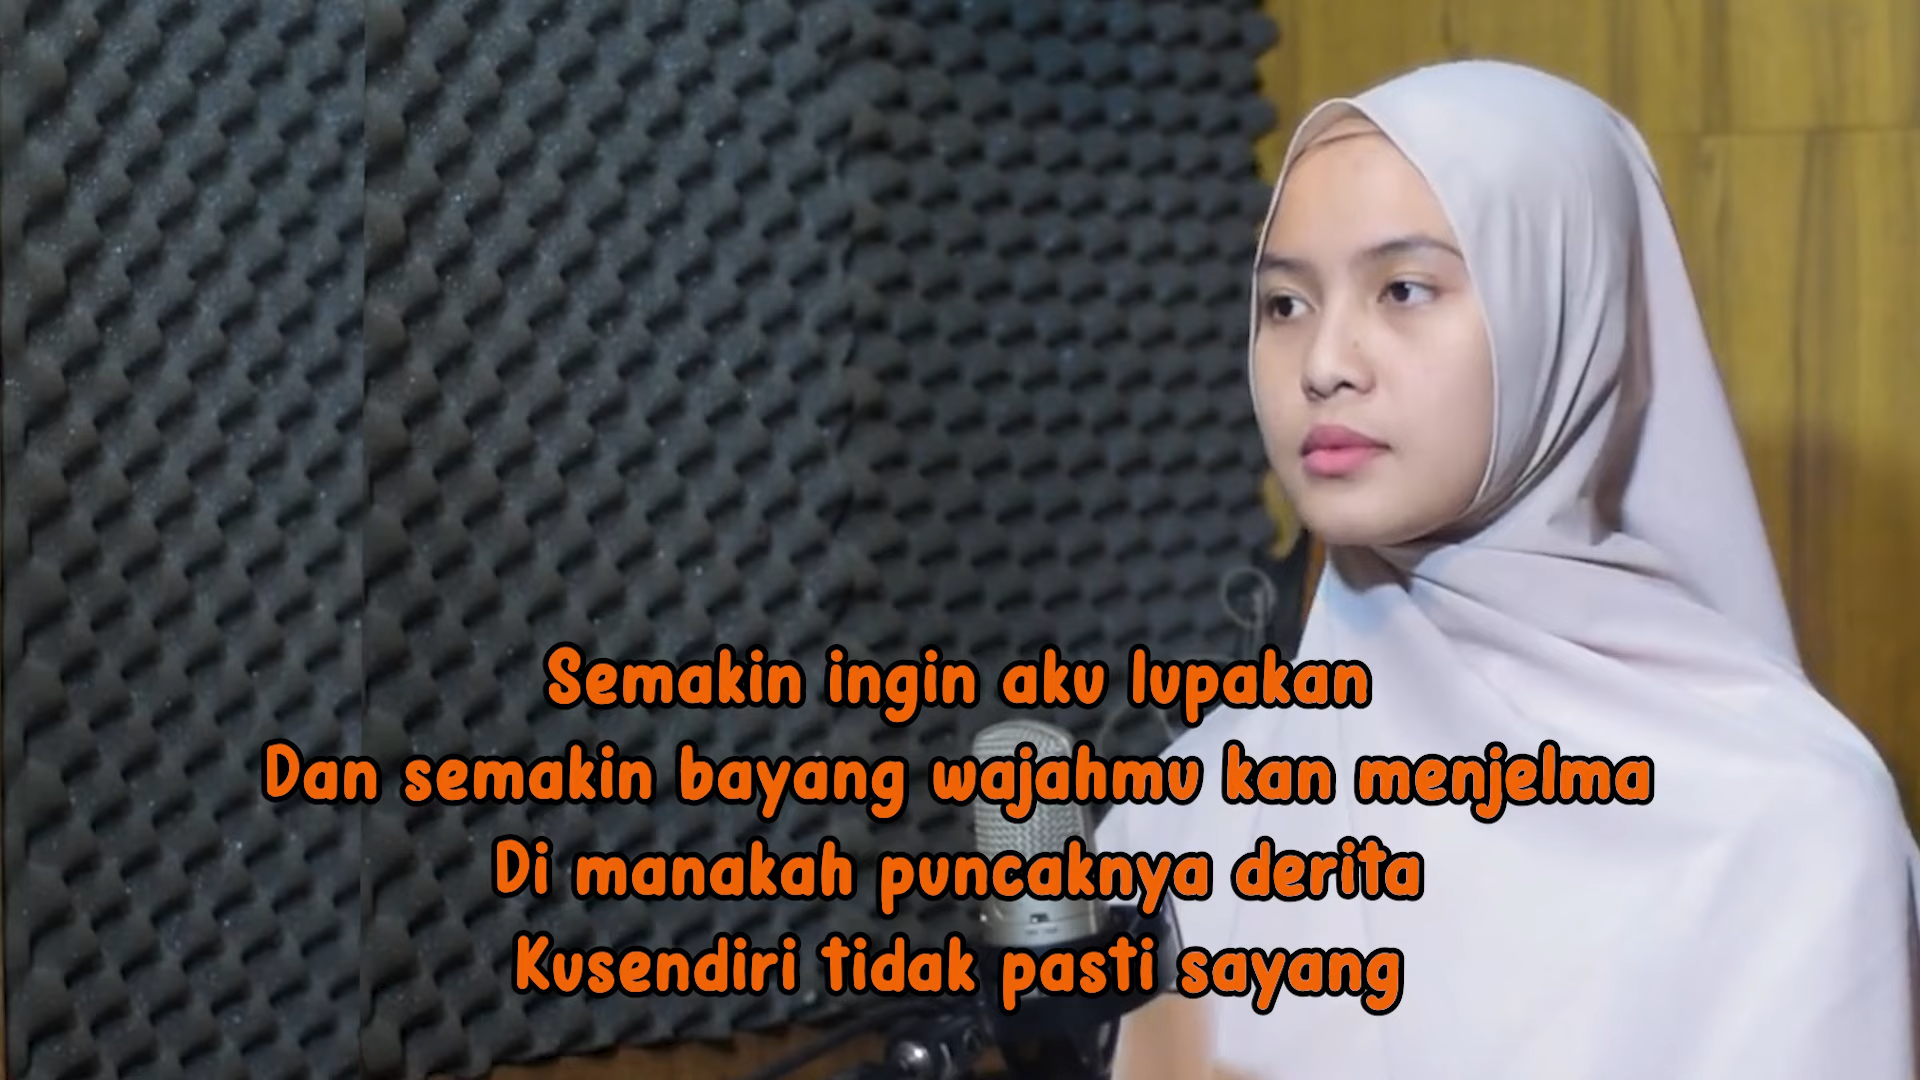 Semakin ingin aku lupakan
Dan semakin bayang wajahmu kan menjelma
Di manakah puncaknya derita
Kusendiri tidak pasti sayang